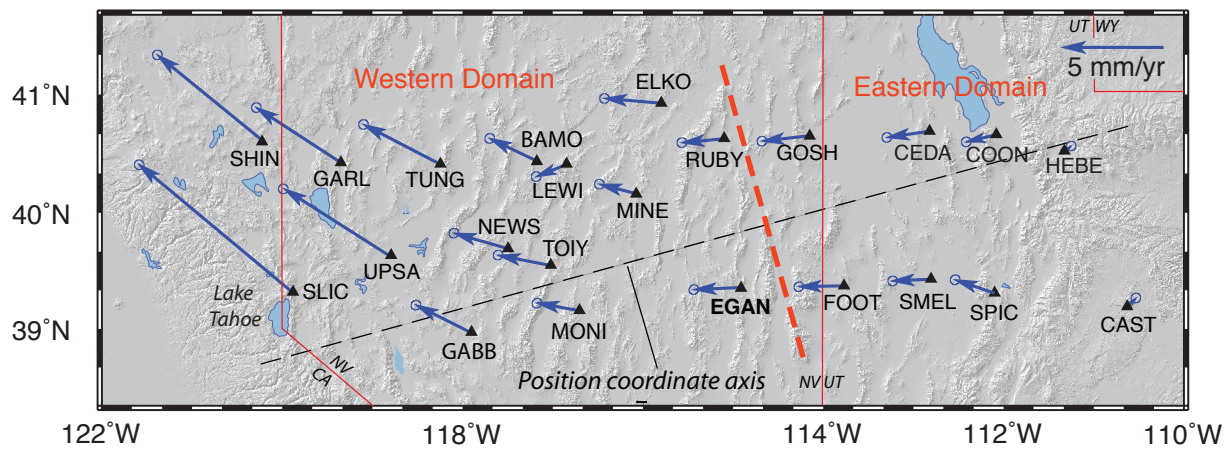 UT WY
5 mm/yr
Western Domain
Eastern Domain
ELKO
41°N
SHIN
GARL
TUNG
BAMO
LEWI
MINE
RUBY
GOSH
CEDA
COON
HEBE
40°N
NEWS
TOIY
UPSA
SLIC
Lake
Tahoe
EGAN
FOOT
SMEL
SPIC
CAST
MONI
GABB
39°N
NV
CA
Position coordinate axis
NV UT
122°W
118°W
114°W
112°W
110°W